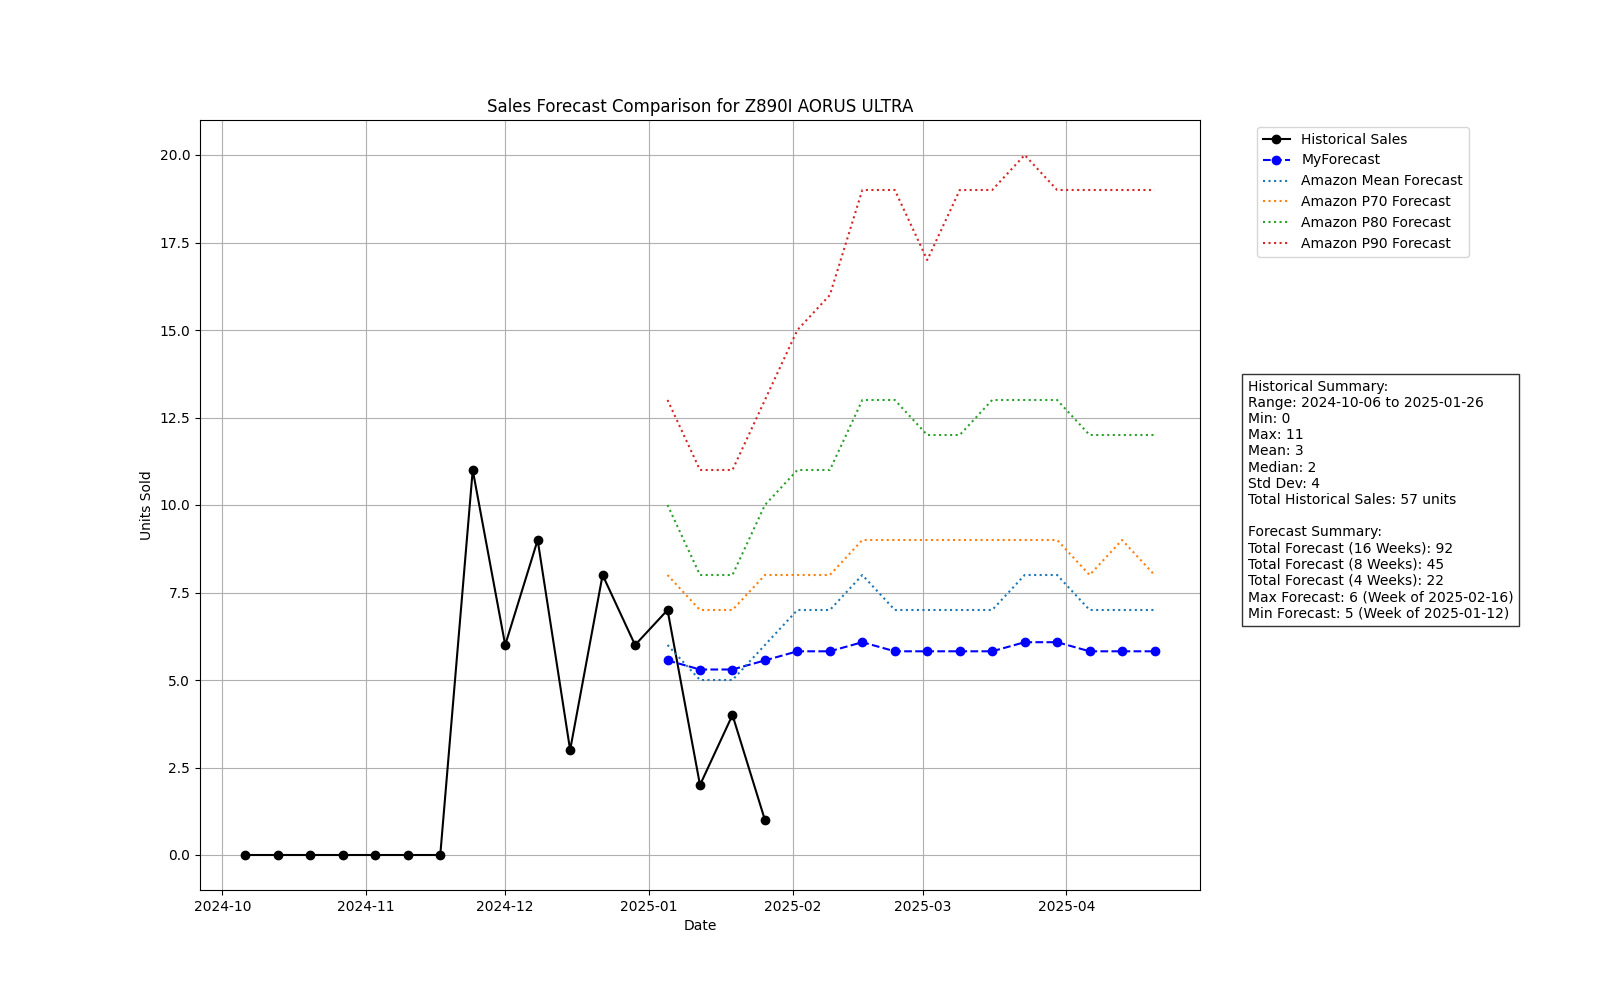 Sales Forecast Comparison for Z890I AORUS ULTRA
Historical Sales
MyForecast
Amazon Mean Forecast
Amazon P70 Forecast
Amazon P80 Forecast
Amazon P90 Forecast
20.0
17.5
15.0
12.5
10.0
7.5
5.0
2.5
0.0
Units Sold
2024-10
2024-11
2024-12
2025-01
2025-02
2025-03
2025-04
Date
Historical Summary:
Range: 2024-10-06 to 2025-01-26
Min: 0
Max: 11
Mean: 3
Median: 2
Std Dev: 4
Total Historical Sales: 57 units
Forecast Summary:
Total Forecast (16 Weeks): 92
Total Forecast (8 Weeks): 45
Total Forecast (4 Weeks): 22
Max Forecast: 6 (Week of 2025-02-16)
Min Forecast: 5 (Week of 2025-01-12)